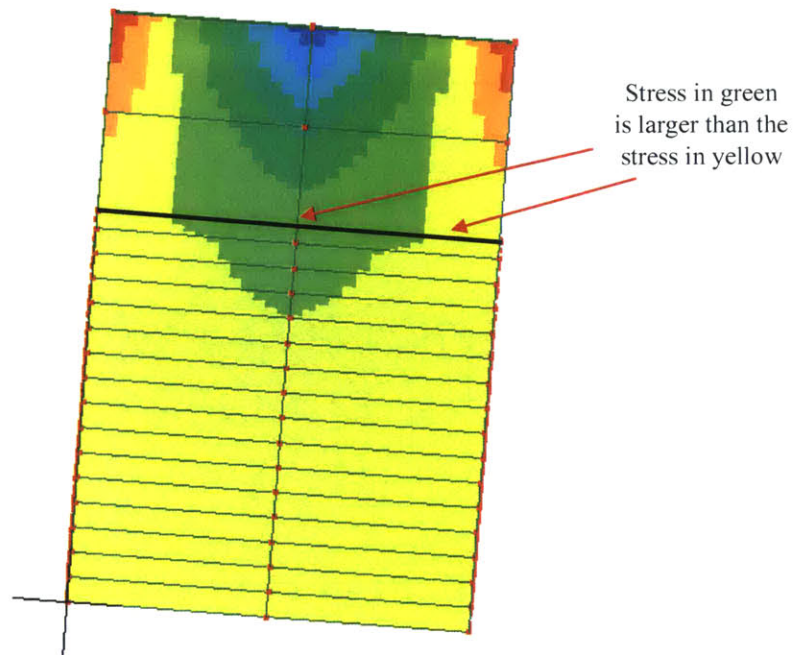 Stress in green
is larger than the
stress in yellow